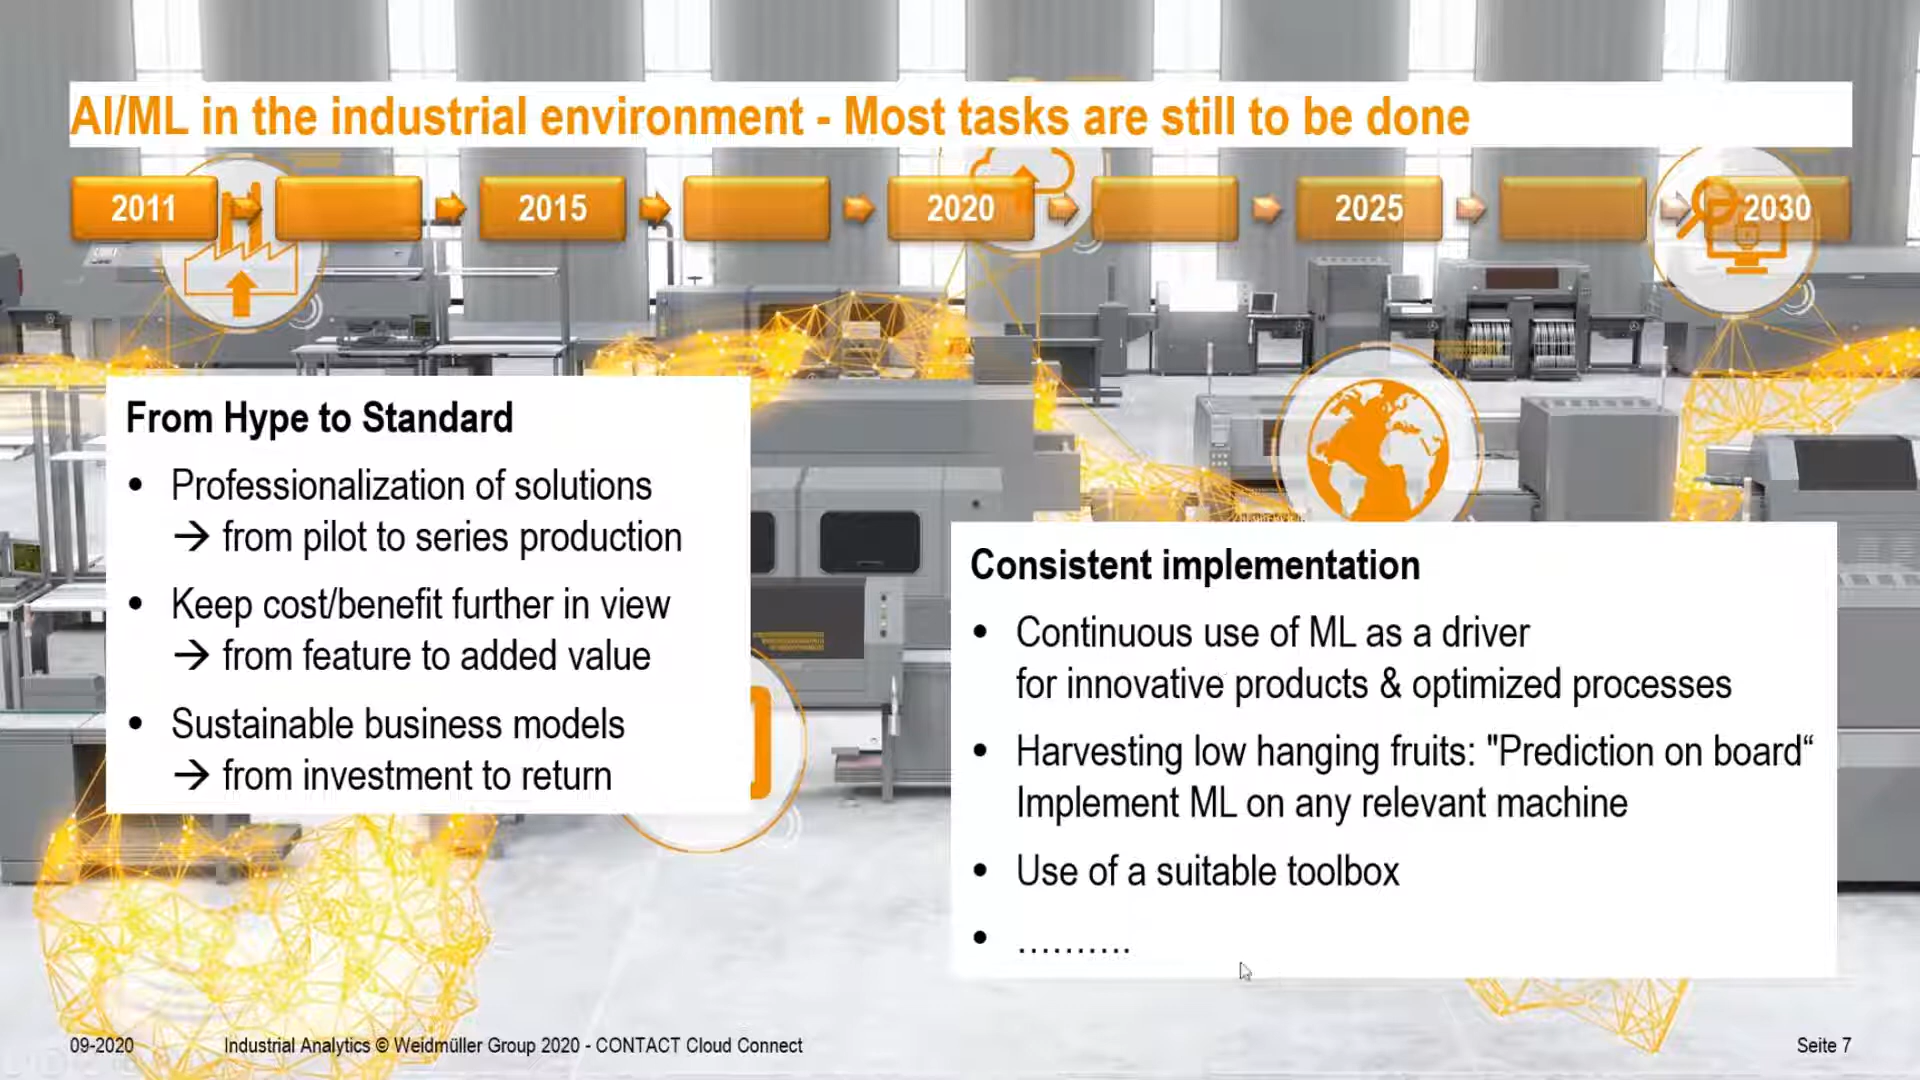 AI/ML in the industrial environment - Most tasks are still to be done
2011
2015
2020
2025
2030
From Hype to Standard
• Professionalization of solutions
→ from pilot to series production
• Keep cost/benefit further in view
→ from feature to added value
• Sustainable business models
→ from investment to return
Consistent implementation
• Continuous use of ML as a driver
for innovative products & optimized processes
• Harvesting low hanging fruits: "Prediction on board“
Implement ML on any relevant machine
• Use of a suitable toolbox
• ……….
09-2020
Industrial Analytics © Weidmüller Group 2020 - CONTACT Cloud Connect
Seite 7